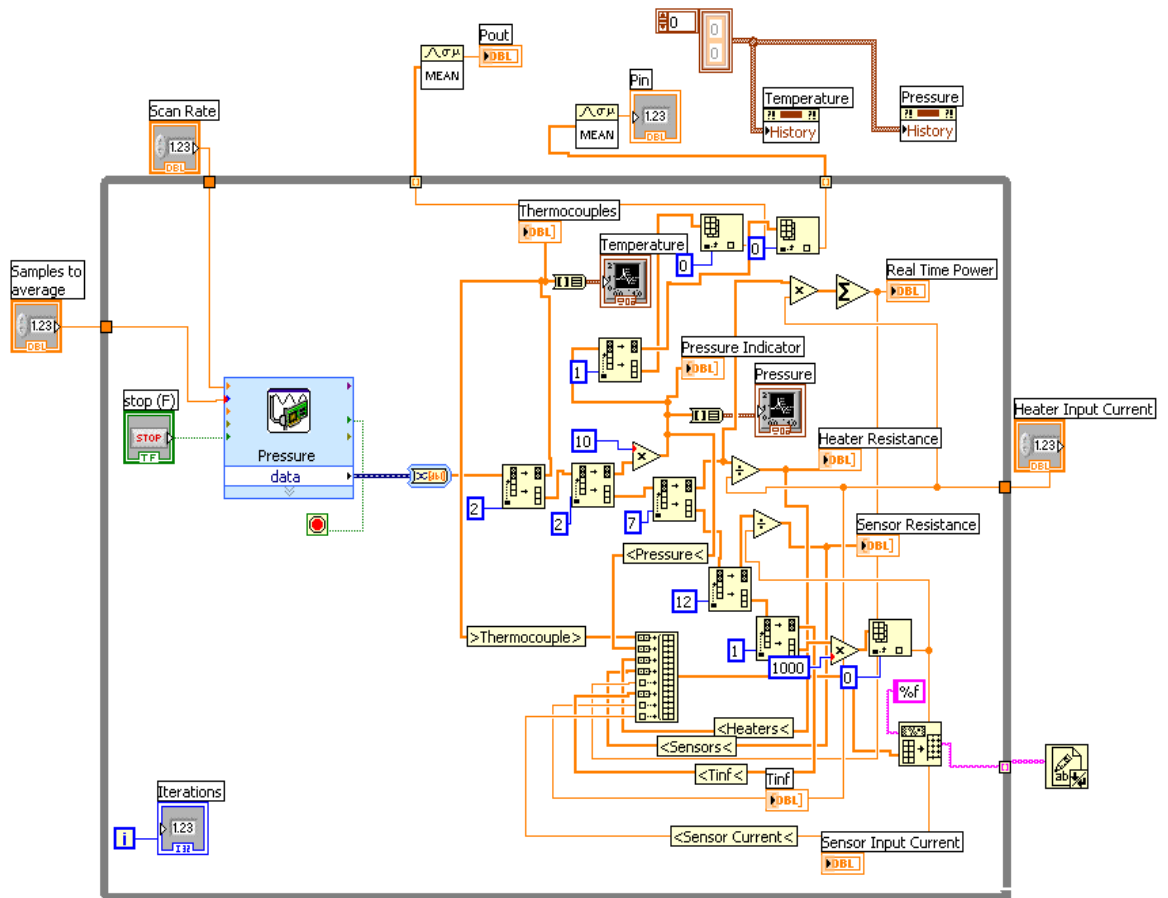 Pout
DBL
MEAN
0
0
0
Pin
1.23
DBL
MEAN
Temperature
History
Pressure
History
Scan Rate
1.23
DBL
Thermocouples
DBL]
Temperature
0
0
Real Time Power
DBL]
Samples to
average
1.23
DBL
1
Pressure Indicator
DBL]
Pressure
stop (F)
STOP
TF
Pressure
data
10
Heater Resistance
DBL]
Heater Input Current
1.23
DBL
2
2
7
Sensor Resistance
DBL]
<Pressure<
12
>Thermocouple>
1
1000
0
%f
<Heaters<
<Sensors<
<Tinf<
Tinf
DBL]
ab
Iterations
1.23
I32
i
<Sensor Current<
Sensor Input Current
DBL]